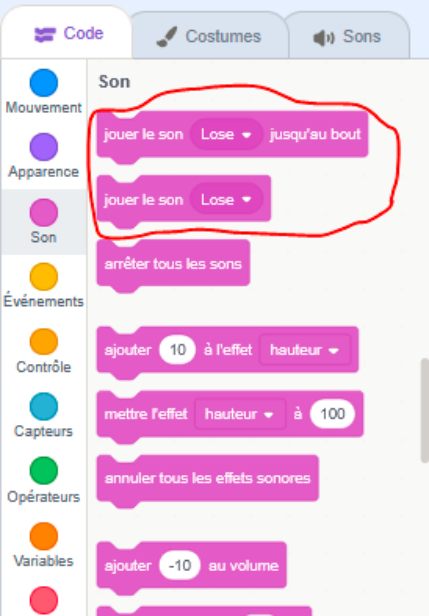 Code Costumes Sons
Son
Mouvement
Apparence
Son
Événements
Contrôle
Capteurs
Opérateurs
Variables
jouer le son Lose jusqu'au bout
jouer le son Lose
arrêter tous les sons
ajouter 10 à l'effet hauteur
mettre l'effet hauteur à 100
annuler tous les effets sonores
ajouter -10 au volume